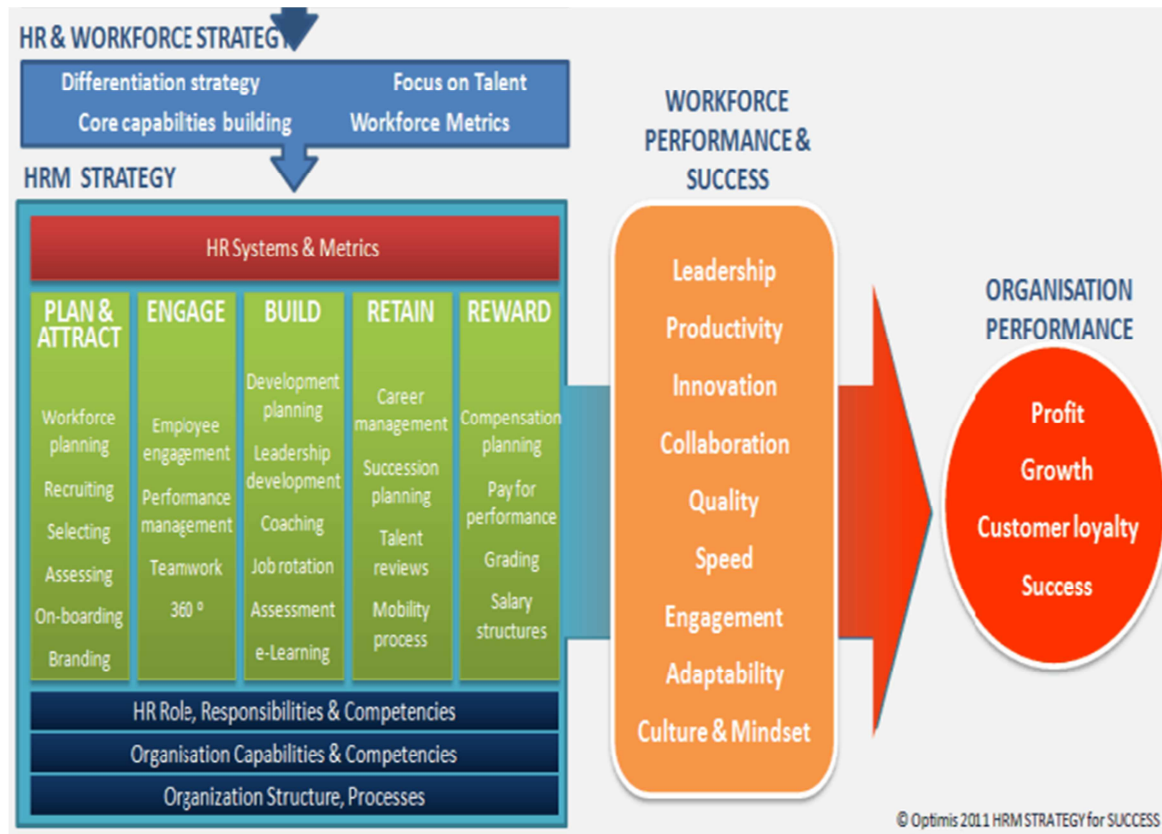 HR & WORKFORCE STRATEGY
Differentiation strategy
Focus on Talent
Core capabilities building
Workforce Metrics
HRM STRATEGY
HR Systems & Metrics
PLAN &
ATTRACT
Workforce
planning
Recruiting
Selecting
Assessing
On-boarding
Branding
ENGAGE
Employee
engagement
Performance
management
Teamwork
360 º
BUILD
Development
planning
Leadership
development
Coaching
Job rotation
Assessment
e-Learning
RETAIN
Career
management
Succession
planning
Talent
reviews
Mobility
process
REWARD
Compensation
planning
Pay for
performance
Grading
Salary
structures
HR Role, Responsibilities & Competencies
Organisation Capabilities & Competencies
Organization Structure, Processes
WORKFORCE
PERFORMANCE &
SUCCESS
Leadership
Productivity
Innovation
Collaboration
Quality
Speed
Engagement
Adaptability
Culture & Mindset
ORGANISATION
PERFORMANCE
Profit
Growth
Customer loyalty
Success
© Optimis 2011 HRM STRATEGY for SUCCESS